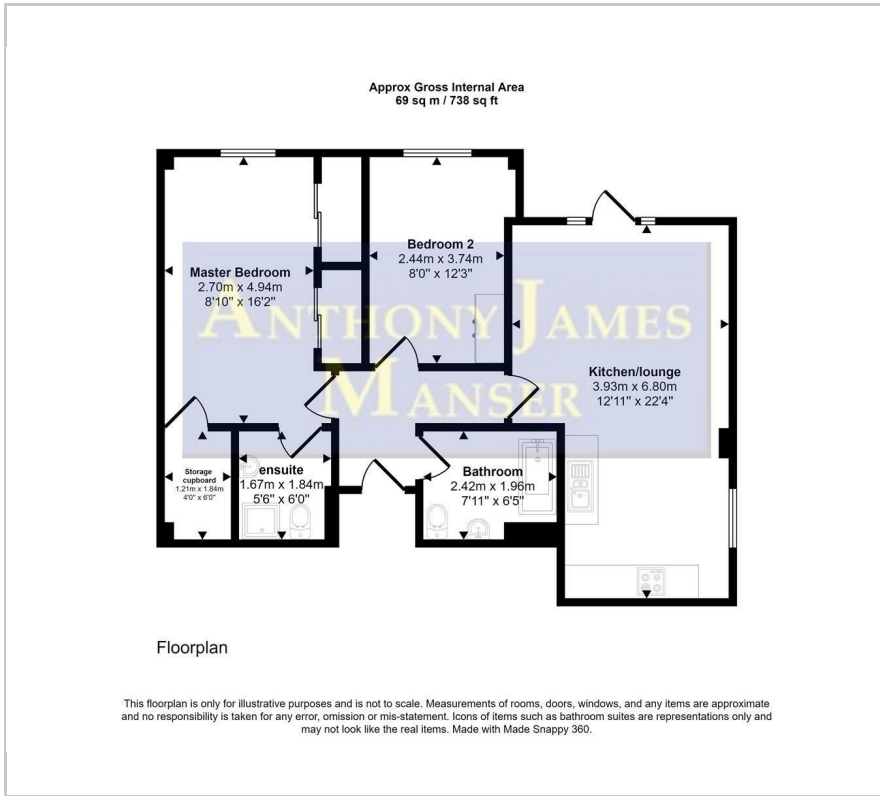 Approx Gross Internal Area
69 sq m / 738 sq ft
Master Bedroom
2.70m x 4.94m
8'10" x 16'2"
Bedroom 2
2.44m x 3.74m
8'0" x 12'3"
ANTHONY JAMES
MANSER
Kitchen/lounge
3.93m x 6.80m
12'11" x 22'4"
Storage
cupboard
1.21m x 1.84m
4'0" x 6'0"
ensuite
1.67m x 1.84m
5'6" x 6'0"
Bathroom
2.42m x 1.96m
7'11" x 6'5"
Floorplan
This floorplan is only for illustrative purposes and is not to scale. Measurements of rooms, doors, windows, and any items are approximate
and no responsibility is taken for any error, omission or mis-statement. Icons of items such as bathroom suites are representations only and
may not look like the real items. Made with Made Snappy 360.